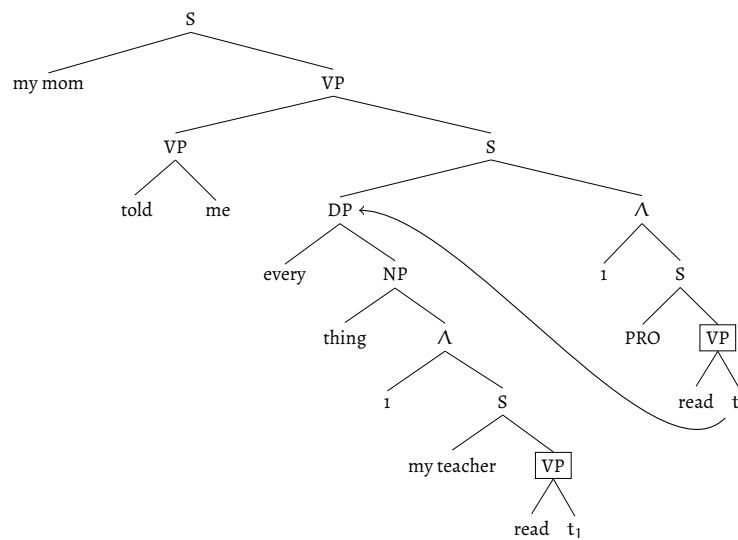 S
my mom VP
VP S
told me DP Λ
every NP 1 S
thing Λ PRO VP
1 S read t
my teacher VP
read t₁